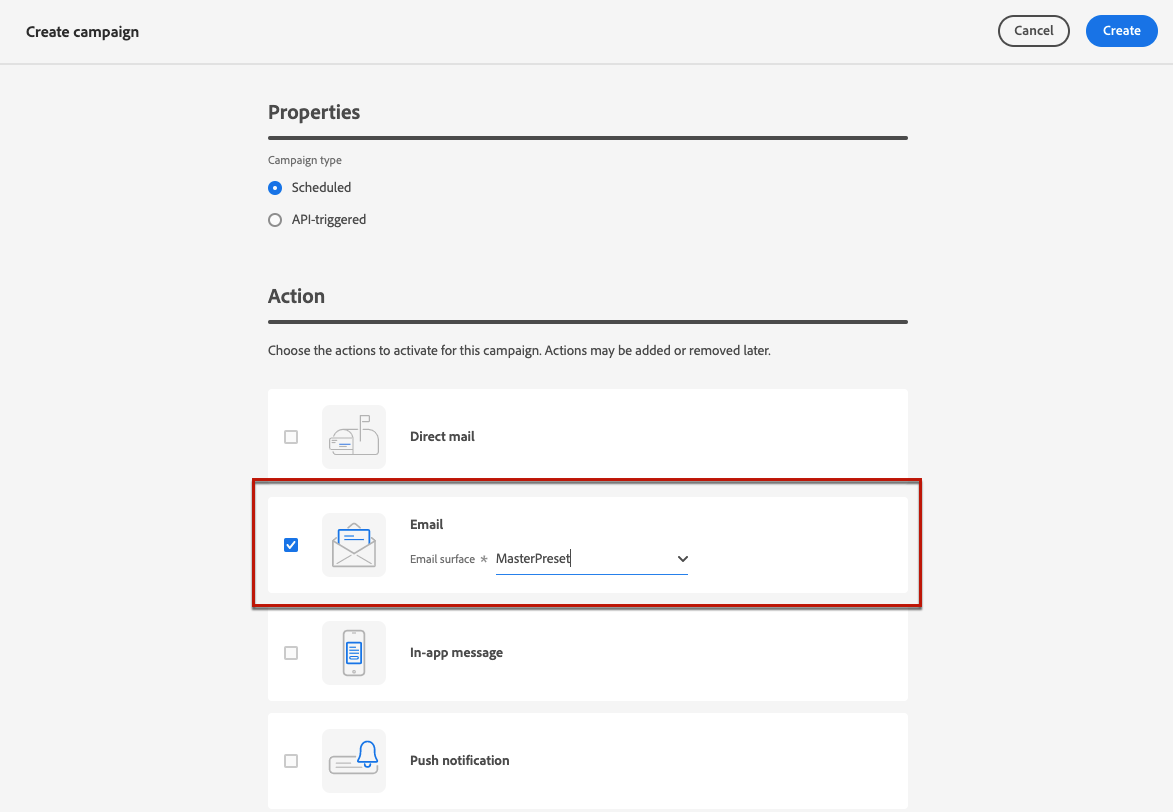 Create campaign
Cancel
Create
Properties
Campaign type
Scheduled
API-triggered
Action
Choose the actions to activate for this campaign. Actions may be added or removed later.
Direct mail
Email
Email surface * MasterPreset
In-app message
Push notification